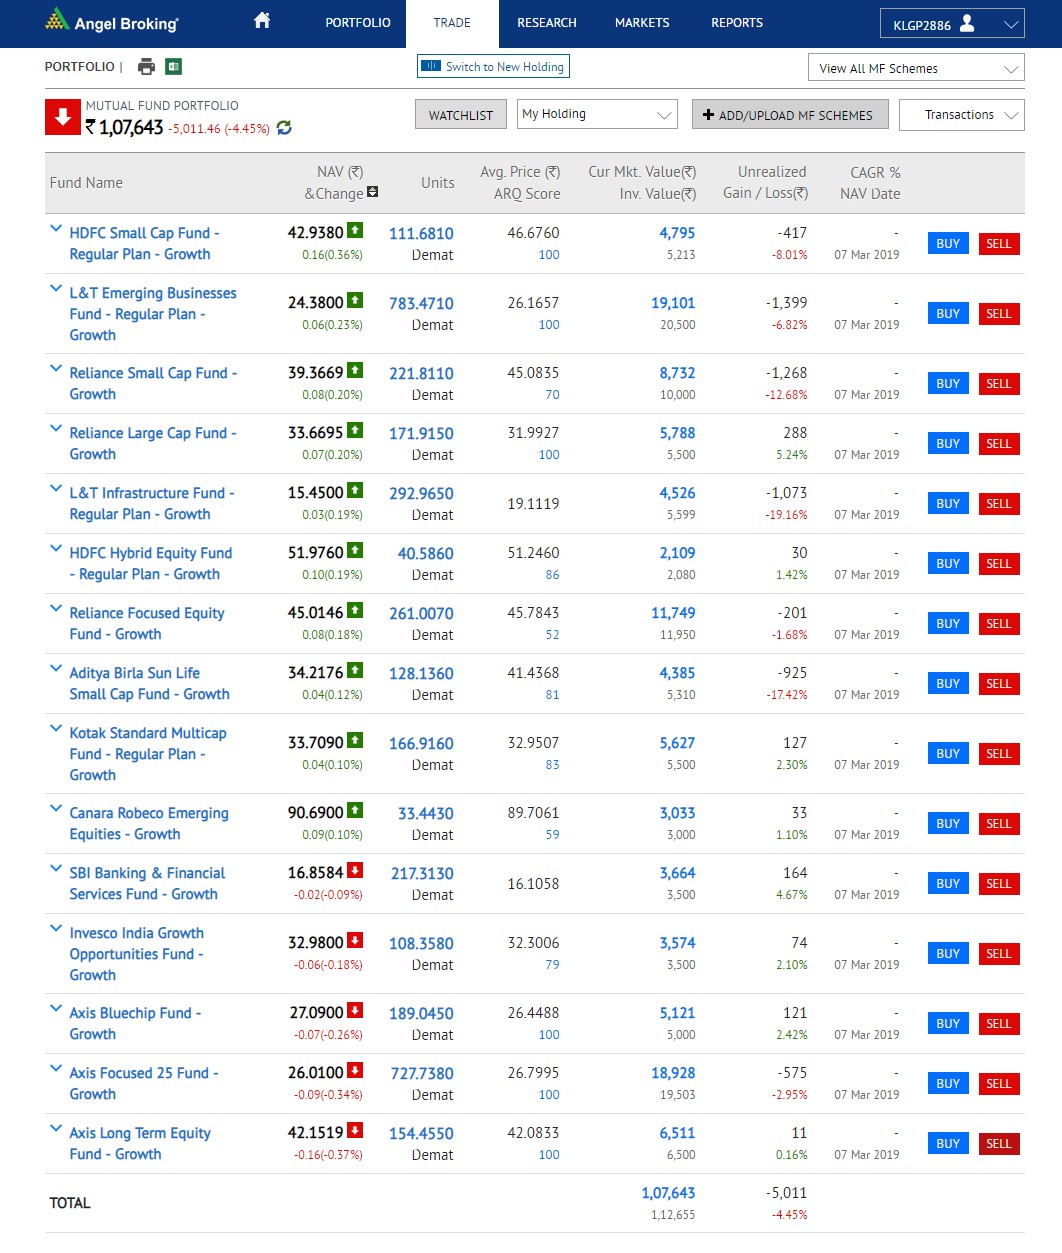 Angel Broking
PORTFOLIO TRADE RESEARCH MARKETS REPORTS KLGP2886
PORTFOLIO | Switch to New Holding View All MF Schemes
MUTUAL FUND PORTFOLIO
₹ 1,07,643 -5,011.46 (-4.45%) WATCHLIST My Holding + ADD/UPLOAD MF SCHEMES Transactions
Fund Name NAV (₹) &Change Units Avg. Price (₹) ARQ Score Cur Mkt. Value(₹) Inv. Value(₹) Unrealized Gain / Loss(₹) CAGR % NAV Date
HDFC Small Cap Fund - 42.9380 111.6810 46.6760 4,795 -417 - BUY SELL
Regular Plan - Growth 0.16(0.36%) Demat 100 5,213 -8.01% 07 Mar 2019
L&T Emerging Businesses 24.3800 783.4710 26.1657 19,101 -1,399 - BUY SELL
Fund - Regular Plan - 0.06(0.23%) Demat 100 20,500 -6.82% 07 Mar 2019
Growth
Reliance Small Cap Fund - 39.3669 221.8110 45.0835 8,732 -1,268 - BUY SELL
Growth 0.08(0.20%) Demat 70 10,000 -12.68% 07 Mar 2019
Reliance Large Cap Fund - 33.6695 171.9150 31.9927 5,788 288 - BUY SELL
Growth 0.07(0.20%) Demat 100 5,500 5.24% 07 Mar 2019
L&T Infrastructure Fund - 15.4500 292.9650 19.1119 4,526 -1,073 - BUY SELL
Regular Plan - Growth 0.03(0.19%) Demat 5,599 -19.16% 07 Mar 2019
HDFC Hybrid Equity Fund 51.9760 40.5860 51.2460 2,109 30 - BUY SELL
- Regular Plan - Growth 0.10(0.19%) Demat 86 2,080 1.42% 07 Mar 2019
Reliance Focused Equity 45.0146 261.0070 45.7843 11,749 -201 - BUY SELL
Fund - Growth 0.08(0.18%) Demat 52 11,950 -1.68% 07 Mar 2019
Aditya Birla Sun Life 34.2176 128.1360 41.4368 4,385 -925 - BUY SELL
Small Cap Fund - Growth 0.04(0.12%) Demat 81 5,310 -17.42% 07 Mar 2019
Kotak Standard Multicap 33.7090 166.9160 32.9507 5,627 127 - BUY SELL
Fund - Regular Plan - 0.04(0.10%) Demat 83 5,500 2.30% 07 Mar 2019
Growth
Canara Robeco Emerging 90.6900 33.4430 89.7061 3,033 33 - BUY SELL
Equities - Growth 0.09(0.10%) Demat 59 3,000 1.10% 07 Mar 2019
SBI Banking & Financial 16.8584 217.3130 16.1058 3,664 164 - BUY SELL
Services Fund - Growth -0.02(-0.09%) Demat 3,500 4.67% 07 Mar 2019
Invesco India Growth 32.9800 108.3580 32.3006 3,574 74 - BUY SELL
Opportunities Fund - -0.06(-0.18%) Demat 79 3,500 2.10% 07 Mar 2019
Growth
Axis Bluechip Fund - 27.0900 189.0450 26.4488 5,121 121 - BUY SELL
Growth -0.07(-0.26%) Demat 100 5,000 2.42% 07 Mar 2019
Axis Focused 25 Fund - 26.0100 727.7380 26.7995 18,928 -575 - BUY SELL
Growth -0.09(-0.34%) Demat 100 19,503 -2.95% 07 Mar 2019
Axis Long Term Equity 42.1519 154.4550 42.0833 6,511 11 - BUY SELL
Fund - Growth -0.16(-0.37%) Demat 100 6,500 0.16% 07 Mar 2019
TOTAL 1,07,643 -5,011
1,12,655 -4.45%